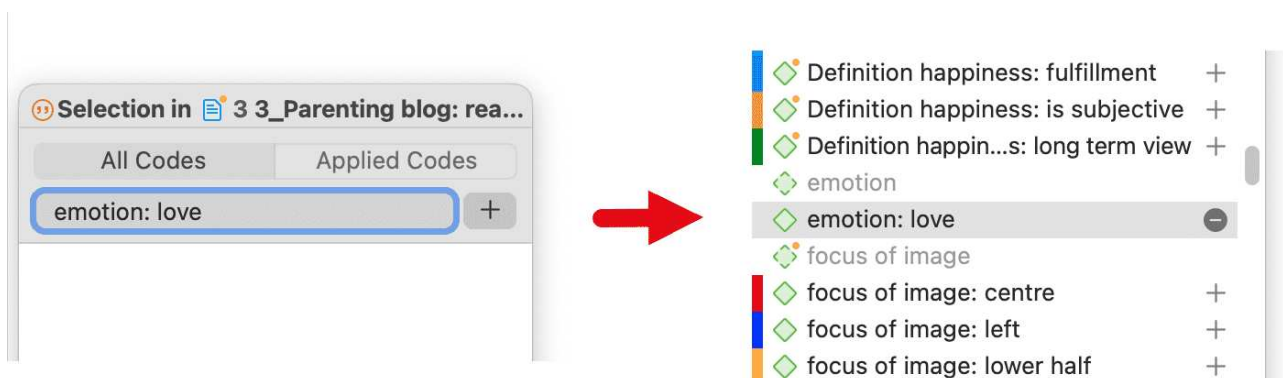 Selection in 3 3_Parenting blog: rea...
All Codes
Applied Codes
emotion: love
+
Definition happiness: fulfillment +
Definition happiness: is subjective +
Definition happin...s: long term view +
emotion
emotion: love
focus of image
focus of image: centre +
focus of image: left +
focus of image: lower half +